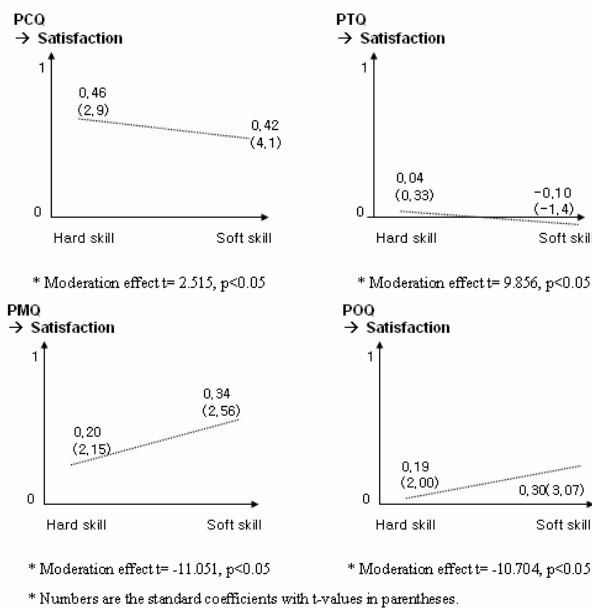 PCQ
→ Satisfaction
1
0,46
(2,9)
0,42
(4,1)
0
Hard skill Soft skill
* Moderation effect t= 2.515, p<0.05
PTQ
→ Satisfaction
1
0,04
(0,33)
-0,10
(-1,4)
0
Hard skill Soft skill
* Moderation effect t= 9.856, p<0.05
PMQ
→ Satisfaction
1
0,34
(2,56)
0,20
(2,15)
0
Hard skill Soft skill
* Moderation effect t= -11.051, p<0.05
POQ
→ Satisfaction
1
0,19
(2,00)
0,30(3,07)
0
Hard skill Soft skill
* Moderation effect t= -10.704, p<0.05
* Numbers are the standard coefficients with t-values in parentheses.